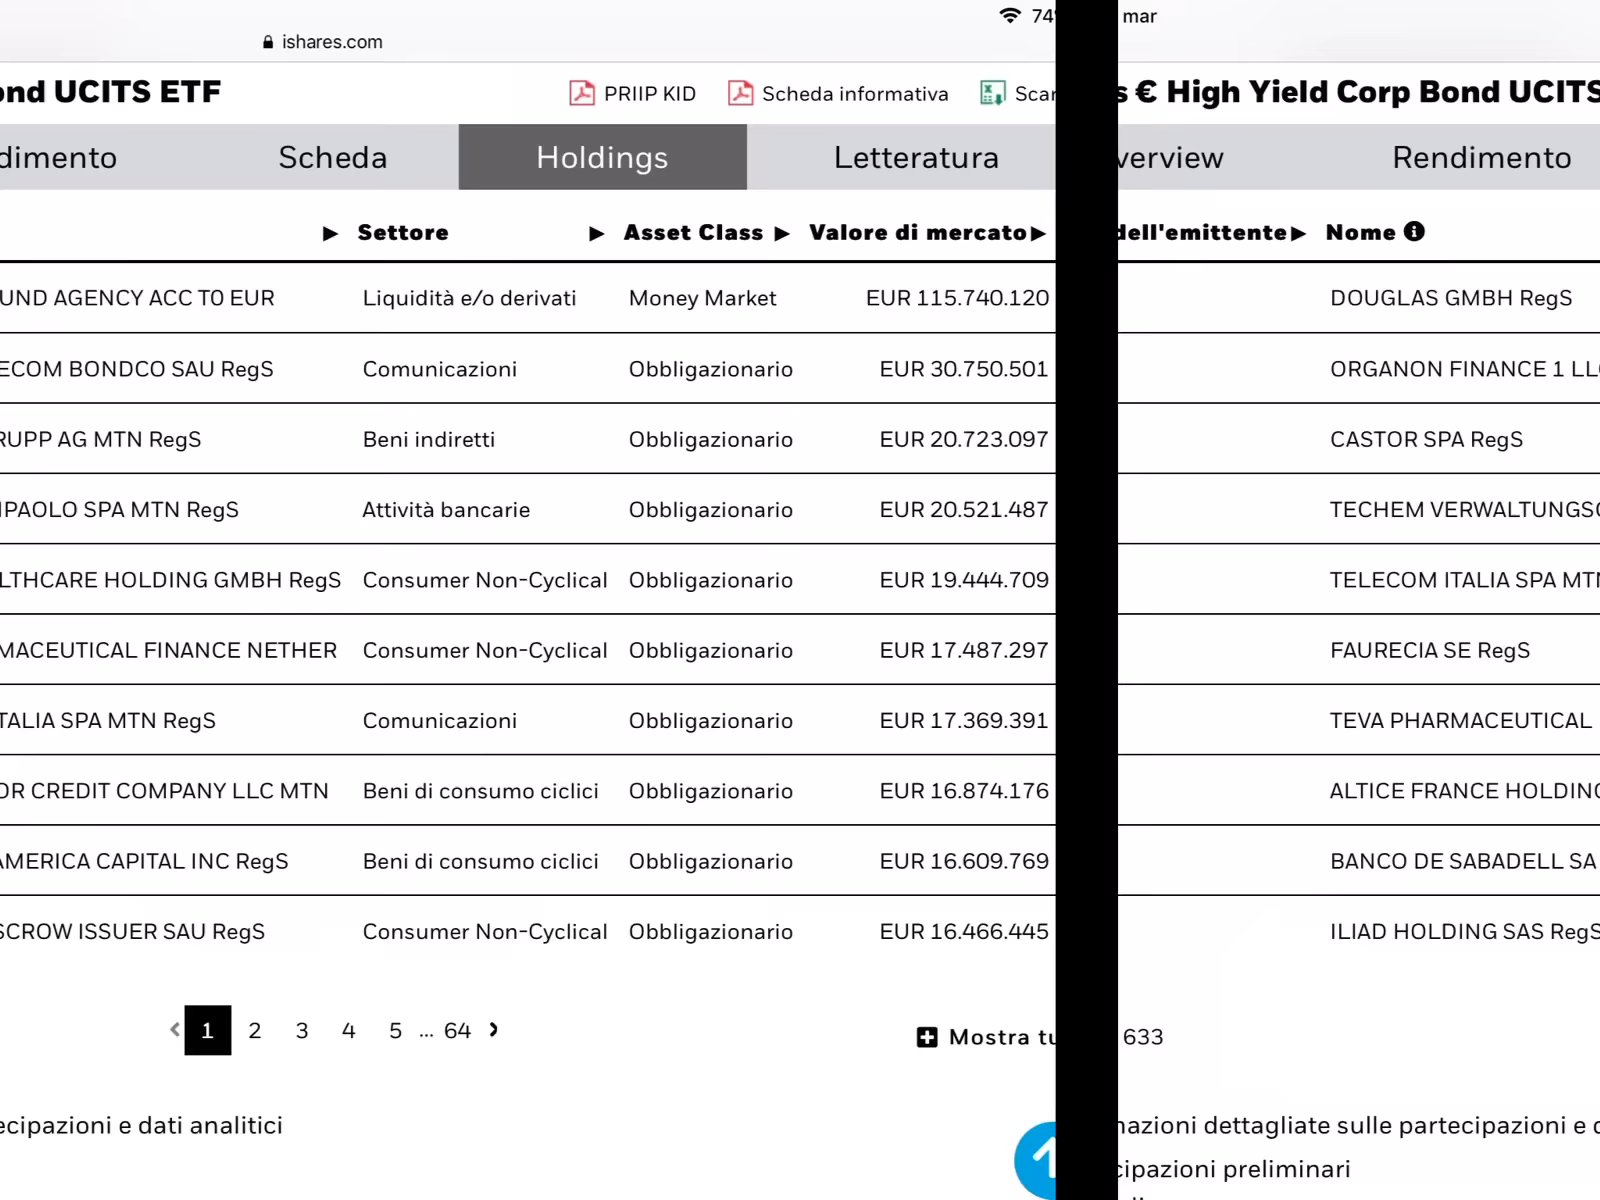 74
ishares.com
ond UCITS ETF
PRIIP KID
Scheda informativa
Scar
dimento
Scheda
Holdings
Letteratura
Settore
Asset Class
Valore di mercato
UND AGENCY ACC T0 EUR Liquidità e/o derivati Money Market EUR 115.740.120
ECOM BONDCO SAU RegS Comunicazioni Obbligazionario EUR 30.750.501
RUPP AG MTN RegS Beni indiretti Obbligazionario EUR 20.723.097
IPAOLO SPA MTN RegS Attività bancarie Obbligazionario EUR 20.521.487
LTHCARE HOLDING GMBH RegS Consumer Non-Cyclical Obbligazionario EUR 19.444.709
MACEUTICAL FINANCE NETHER Consumer Non-Cyclical Obbligazionario EUR 17.487.297
TALIA SPA MTN RegS Comunicazioni Obbligazionario EUR 17.369.391
OR CREDIT COMPANY LLC MTN Beni di consumo ciclici Obbligazionario EUR 16.874.176
AMERICA CAPITAL INC RegS Beni di consumo ciclici Obbligazionario EUR 16.609.769
SCROW ISSUER SAU RegS Consumer Non-Cyclical Obbligazionario EUR 16.466.445
1 2 3 4 5 ... 64
Mostra tu
ecipazioni e dati analitici
mar
s € High Yield Corp Bond UCITS
verview
Rendimento
dell'emittente
Nome
DOUGLAS GMBH RegS
ORGANON FINANCE 1 LL
CASTOR SPA RegS
TECHEM VERWALTUNGS
TELECOM ITALIA SPA MT
FAURECIA SE RegS
TEVA PHARMACEUTICAL
ALTICE FRANCE HOLDIN
BANCO DE SABADELL SA
ILIAD HOLDING SAS RegS
633
nazioni dettagliate sulle partecipazioni e
cipazioni preliminari